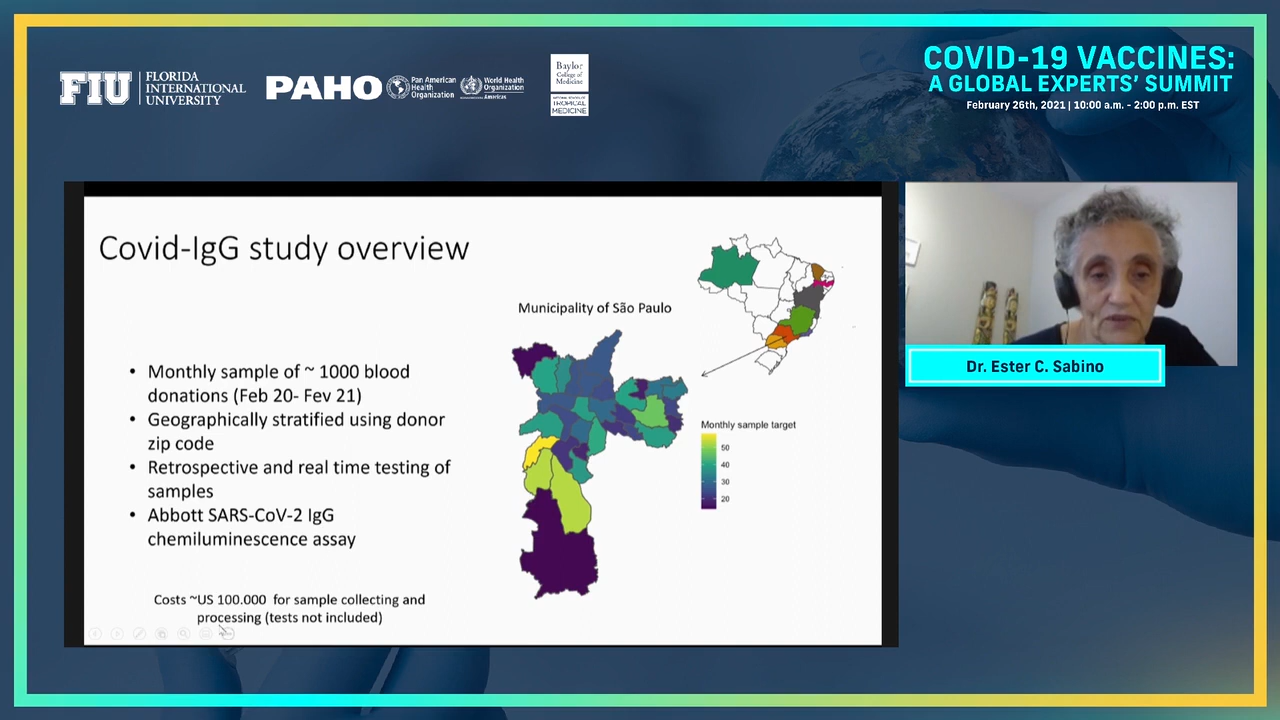 FIU
FLORIDA
INTERNATIONAL
UNIVERSITY
PAHO
Pan American
Health
Organization
World Health
Organization
Americas
Baylor
College of
Medicine
TROPICAL
MEDICINE
COVID-19 VACCINES:
A GLOBAL EXPERTS' SUMMIT
February 26th, 2021 | 10:00 a.m. - 2:00 p.m. EST
Covid-IgG study overview
Municipality of São Paulo
• Monthly sample of ~ 1000 blood
donations (Feb 20- Fev 21)
• Geographically stratified using donor
zip code
• Retrospective and real time testing of
samples
• Abbott SARS-CoV-2 IgG
chemiluminescence assay
Costs ~US 100.000 for sample collecting and
processing (tests not included)
Monthly sample target
50
40
30
20
Dr. Ester C. Sabino